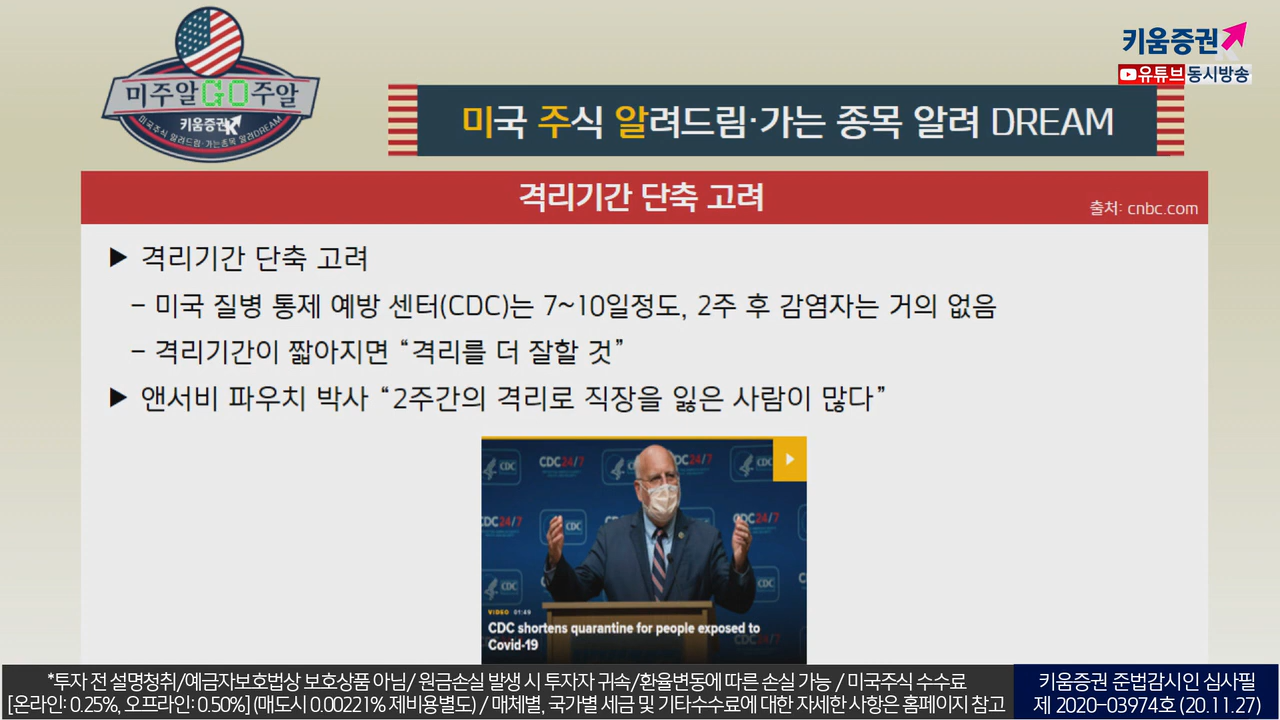 미주알GO주알
키움증권
미국주식 알려드림·가는종목 알려DREAM
키움증권
유튜브동시방송
미국 주식 알려드림·가는 종목 알려 DREAM
격리기간 단축 고려
출처: cnbc.com
▶ 격리기간 단축 고려
– 미국 질병 통제 예방 센터(CDC)는 7~10일정도, 2주 후 감염자는 거의 없음
– 격리기간이 짧아지면 “격리를 더 잘할 것”
▶ 앤서비 파우치 박사 “2주간의 격리로 직장을 잃은 사람이 많다”
CDC
CDC24/7
CDC
CDC24/7
CDC
CDC24/7
CDC
CDC24/7
CDC
CDC
CDC
VIDEO 01:49
CDC shortens quarantine for people exposed to
Covid-19
*투자 전 설명청취/예금자보호법상 보호상품 아님/ 원금손실 발생 시 투자자 귀속/환율변동에 따른 손실 가능 / 미국주식 수수료
[온라인: 0.25%, 오프라인: 0.50%] (매도시 0.00221% 제비용별도) / 매체별, 국가별 세금 및 기타수수료에 대한 자세한 사항은 홈페이지 참고
키움증권 준법감시인 심사필
제 2020-03974호 (20.11.27)